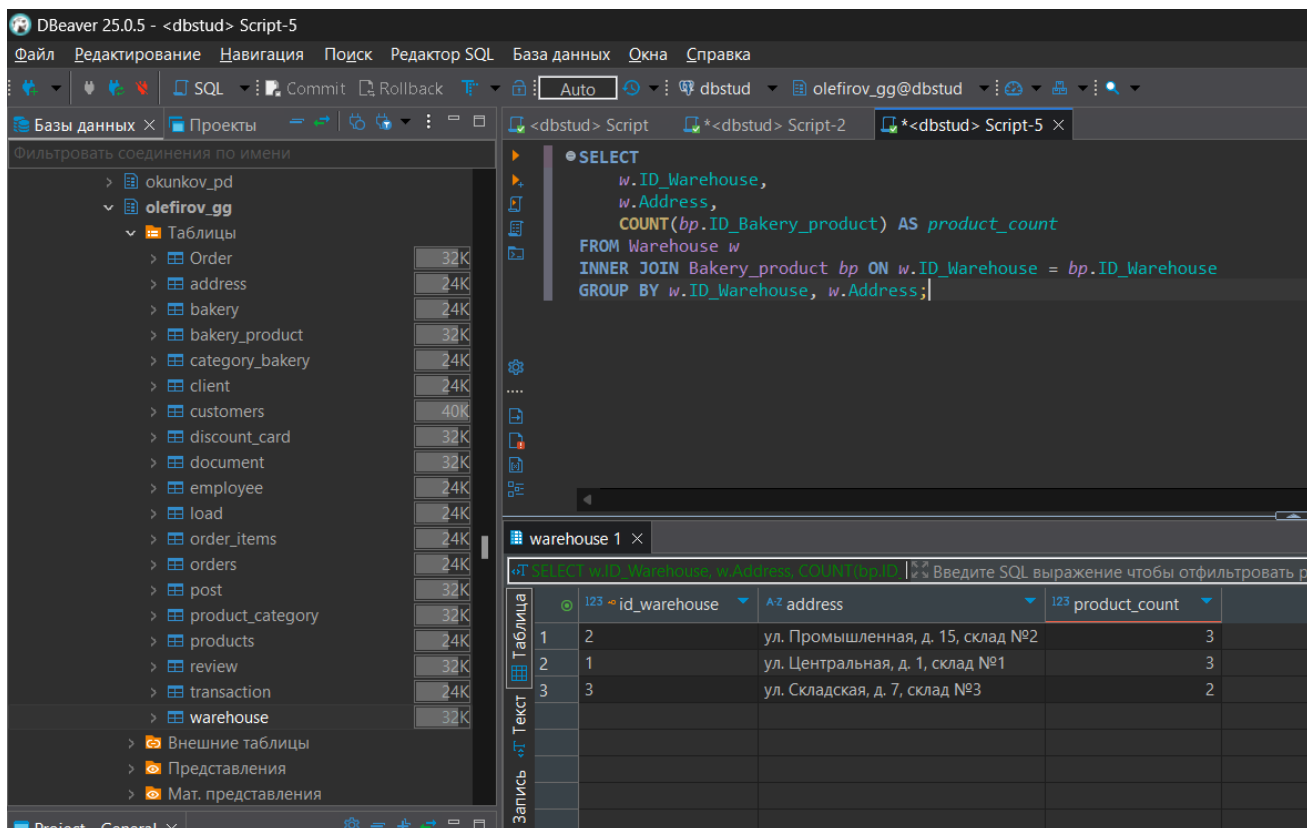 DBeaver 25.0.5 - <dbstud> Script-5
Файл Редактирование Навигация Поиск Редактор SQL База данных Окна Справка
SQL Commit Rollback Auto dbstud olefirov_gg@dbstud
Базы данных Проекты
Фильтровать соединения по имени
okunkov_pd
olefirov_gg
Таблицы
Order 32K
address 24K
bakery 24K
bakery_product 32K
category_bakery 24K
client 24K
customers 40K
discount_card 32K
document 32K
employee 24K
load 24K
order_items 24K
orders 24K
post 32K
product_category 32K
products 24K
review 32K
transaction 24K
warehouse 32K
Внешние таблицы
Представления
Мат. представления
Project - General
<dbstud> Script *<dbstud> Script-2 *<dbstud> Script-5
SELECT
w.ID_Warehouse,
w.Address,
COUNT(bp.ID_Bakery_product) AS product_count
FROM Warehouse w
INNER JOIN Bakery_product bp ON w.ID_Warehouse = bp.ID_Warehouse
GROUP BY w.ID_Warehouse, w.Address;
warehouse 1
SELECT w.ID_Warehouse, w.Address, COUNT(bp.ID_ Введите SQL выражение чтобы отфильтровать р
Таблица
Текст
Запись
123 id_warehouse A-Z address 123 product_count
1 2 ул. Промышленная, д. 15, склад №2 3
2 1 ул. Центральная, д. 1, склад №1 3
3 3 ул. Складская, д. 7, склад №3 2